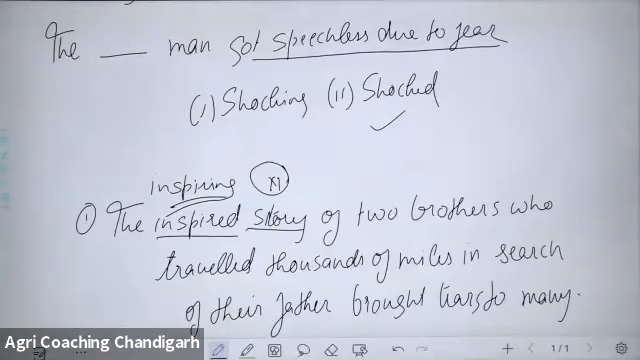 The ___ man got speechless due to fear
(I) Shocking (II) Shocked
inspiring X1
① The inspired story of two brothers who
travelled thousands of miles in search
of their father brought tears to many.
Agri Coaching Chandigarh
1/1